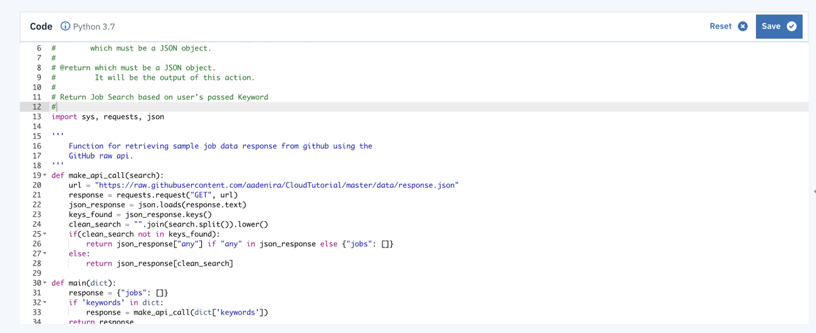 Code Python 3.7 Reset Save
6 # which must be a JSON object.
7 #
8 # @return which must be a JSON object.
9 # It will be the output of this action.
10 #
11 # Return Job Search based on user's passed Keyword
12 #
13 import sys, requests, json
14
15 '''
16 Function for retrieving sample job data response from github using the
17 GitHub raw api.
18 '''
19 def make_api_call(search):
20 url = "https://raw.githubusercontent.com/aadenira/CloudTutorial/master/data/response.json"
21 response = requests.request("GET", url)
22 json_response = json.loads(response.text)
23 keys_found = json_response.keys()
24 clean_search = "".join(search.split()).lower()
25 if(clean_search not in keys_found):
26 return json_response["any"] if "any" in json_response else {"jobs": []}
27 else:
28 return json_response[clean_search]
29
30 def main(dict):
31 response = {"jobs": []}
32 if 'keywords' in dict:
33 response = make_api_call(dict['keywords'])
34 return response